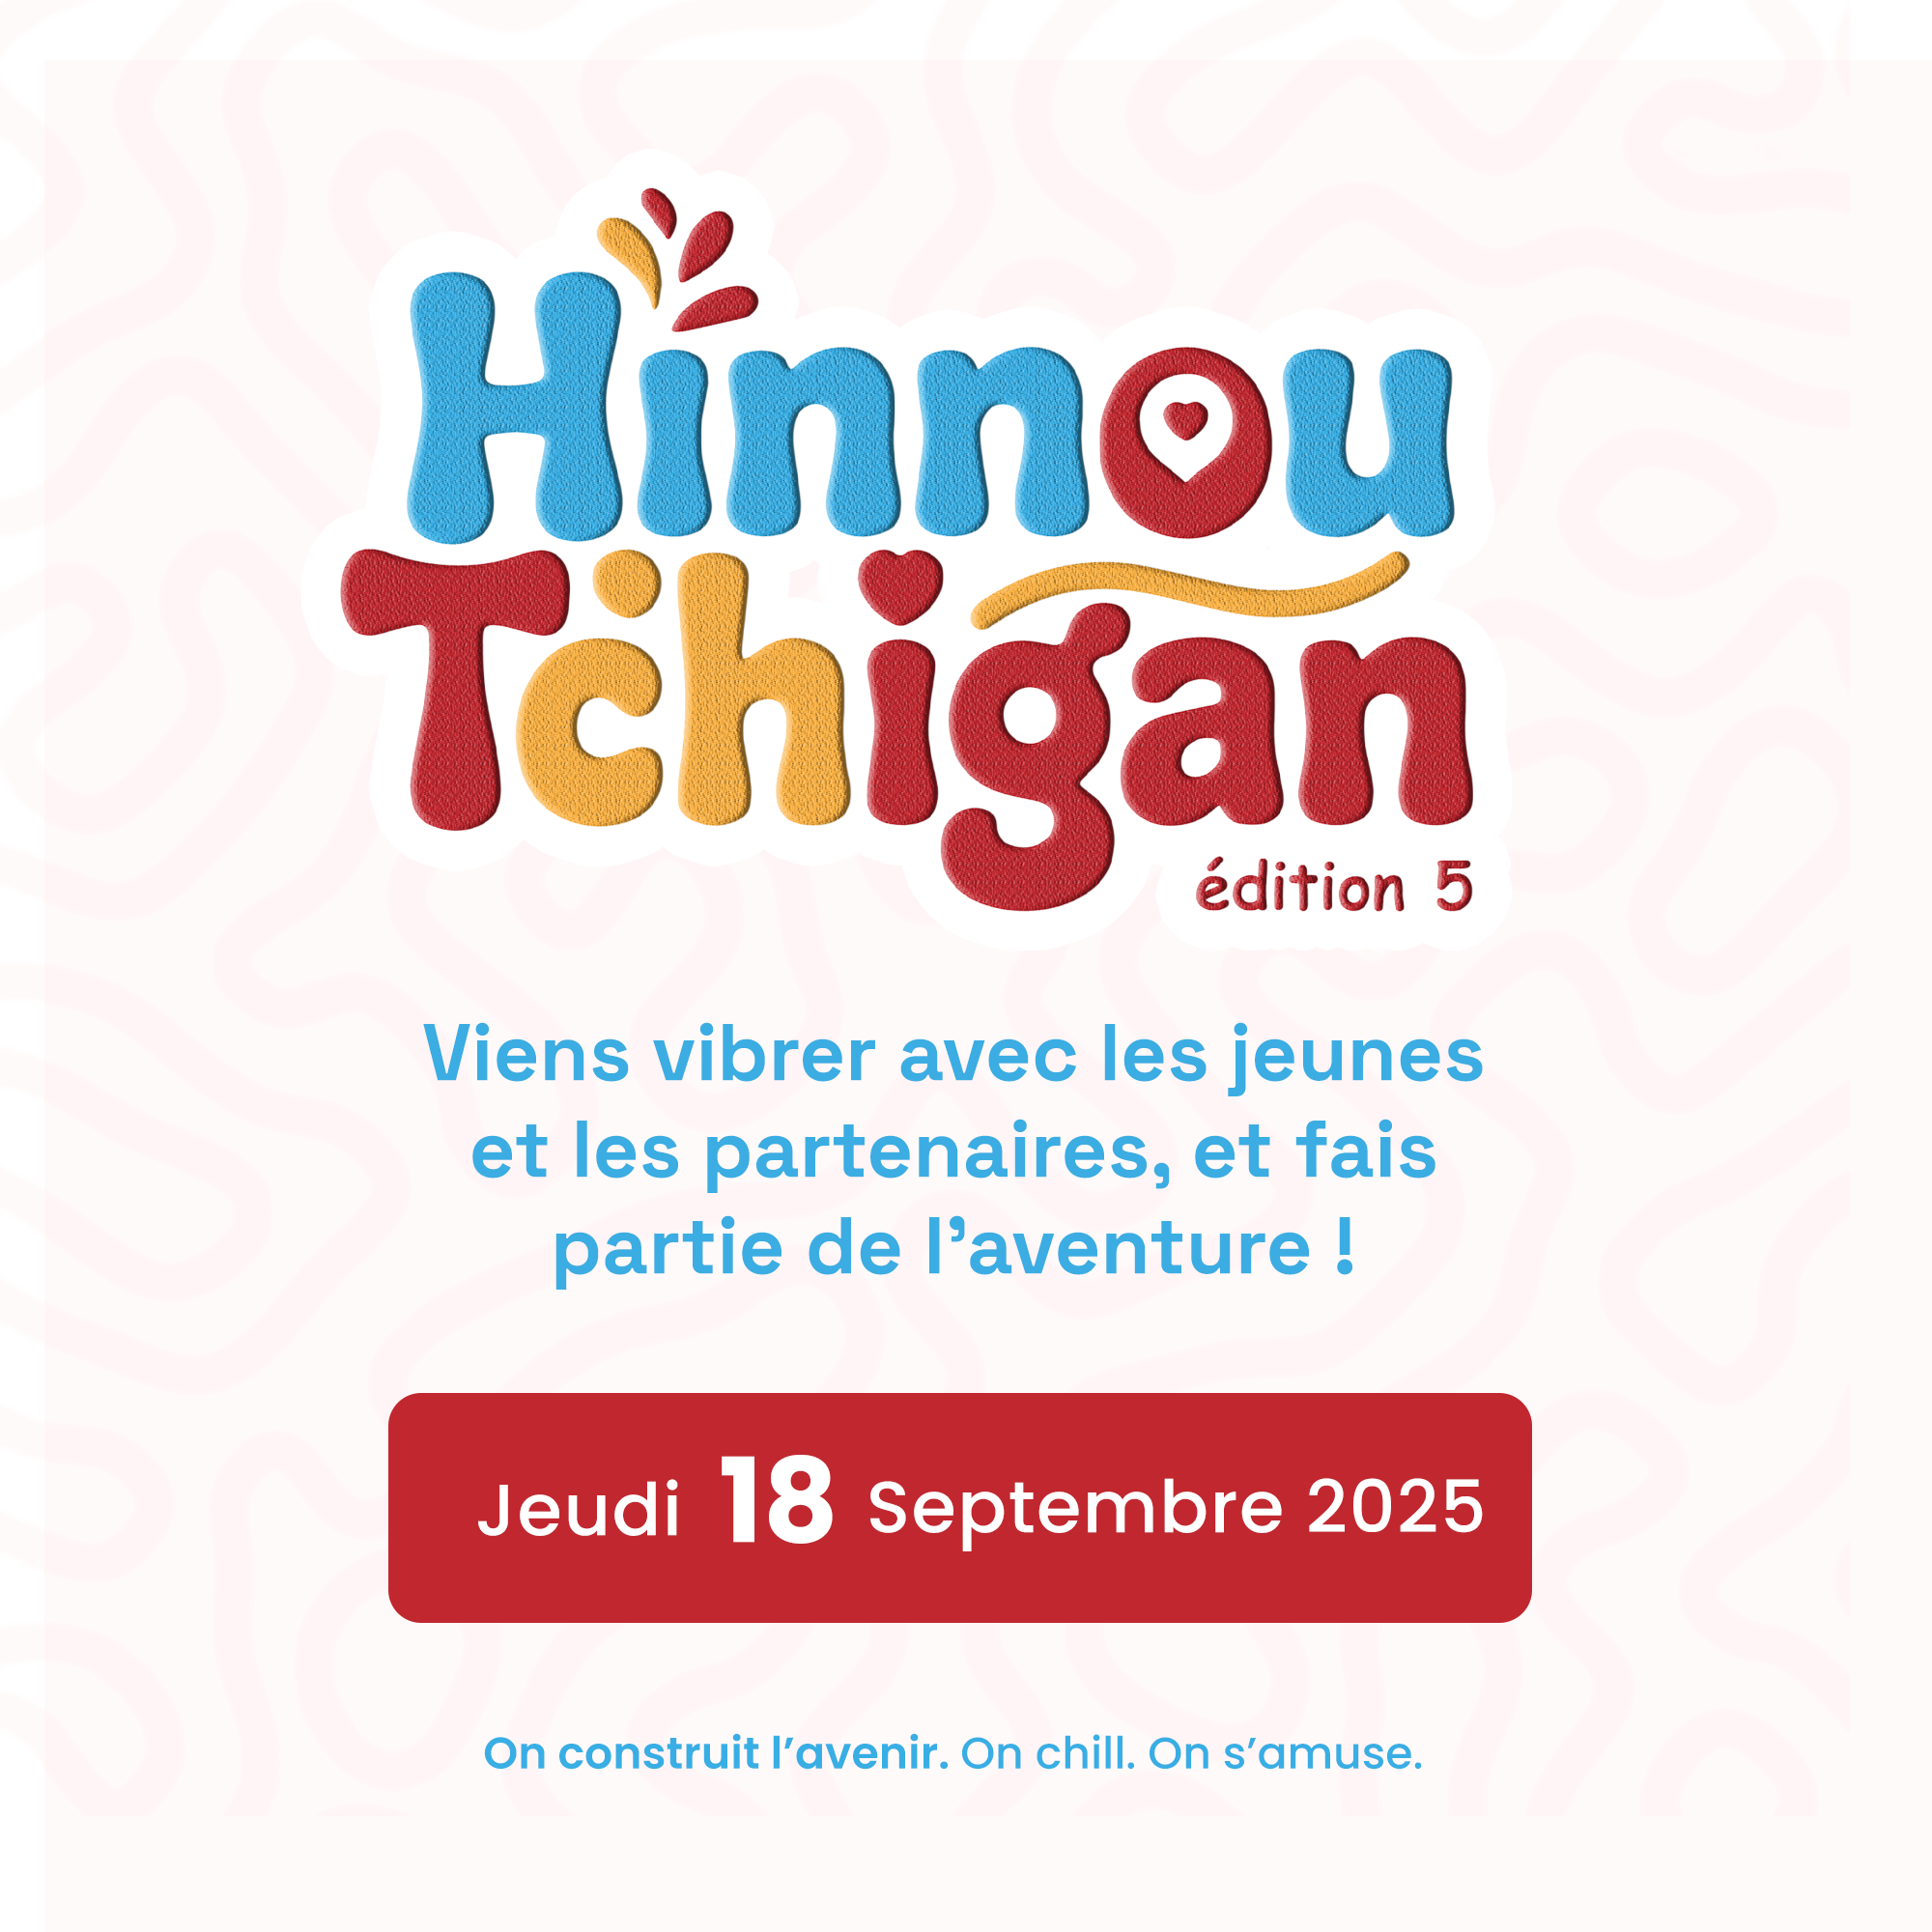 Hinnou
Tchigan
édition 5
Viens vibrer avec les jeunes
et les partenaires, et fais
partie de l’aventure !
Jeudi 18 Septembre 2025
On construit l’avenir. On chill. On s’amuse.